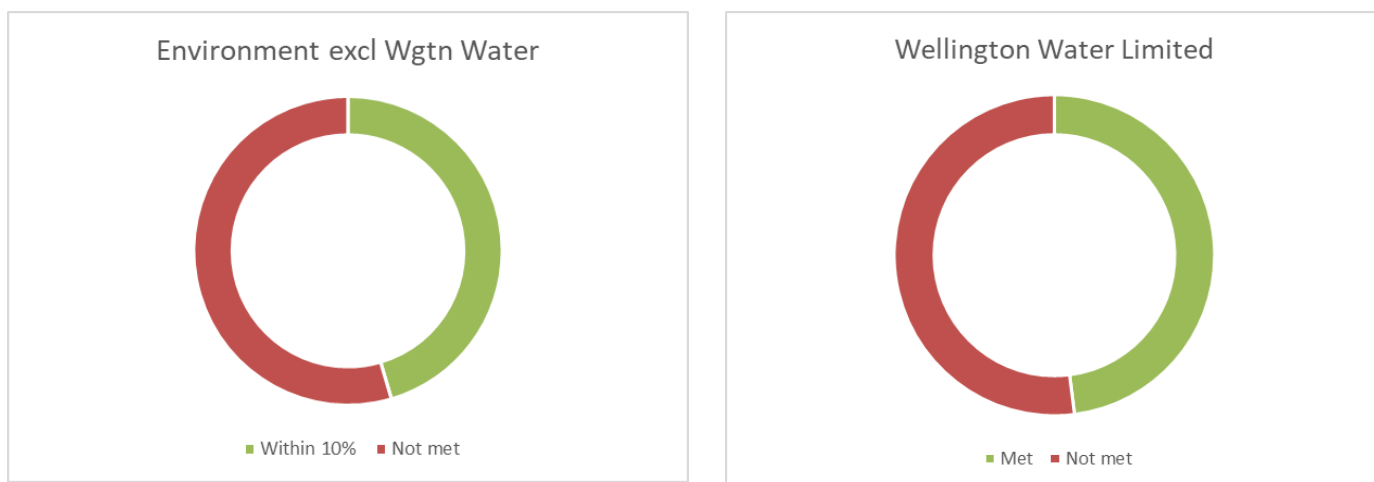 Environment excl Wgtn Water
Within 10% Not met
Wellington Water Limited
Met Not met